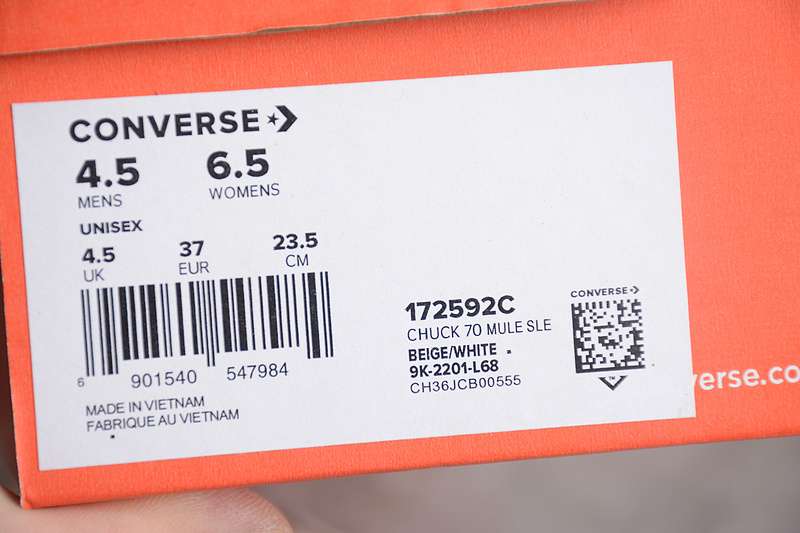 CONVERSE
4.5 6.5
MENS WOMENS
UNISEX
4.5 37 23.5
UK EUR CM
6 901540 547984
MADE IN VIETNAM
FABRIQUE AU VIETNAM
172592C
CHUCK 70 MULE SLE
BEIGE/WHITE
9K-2201-L68
CH36JCB00555
CONVERSE
TM
verse.co